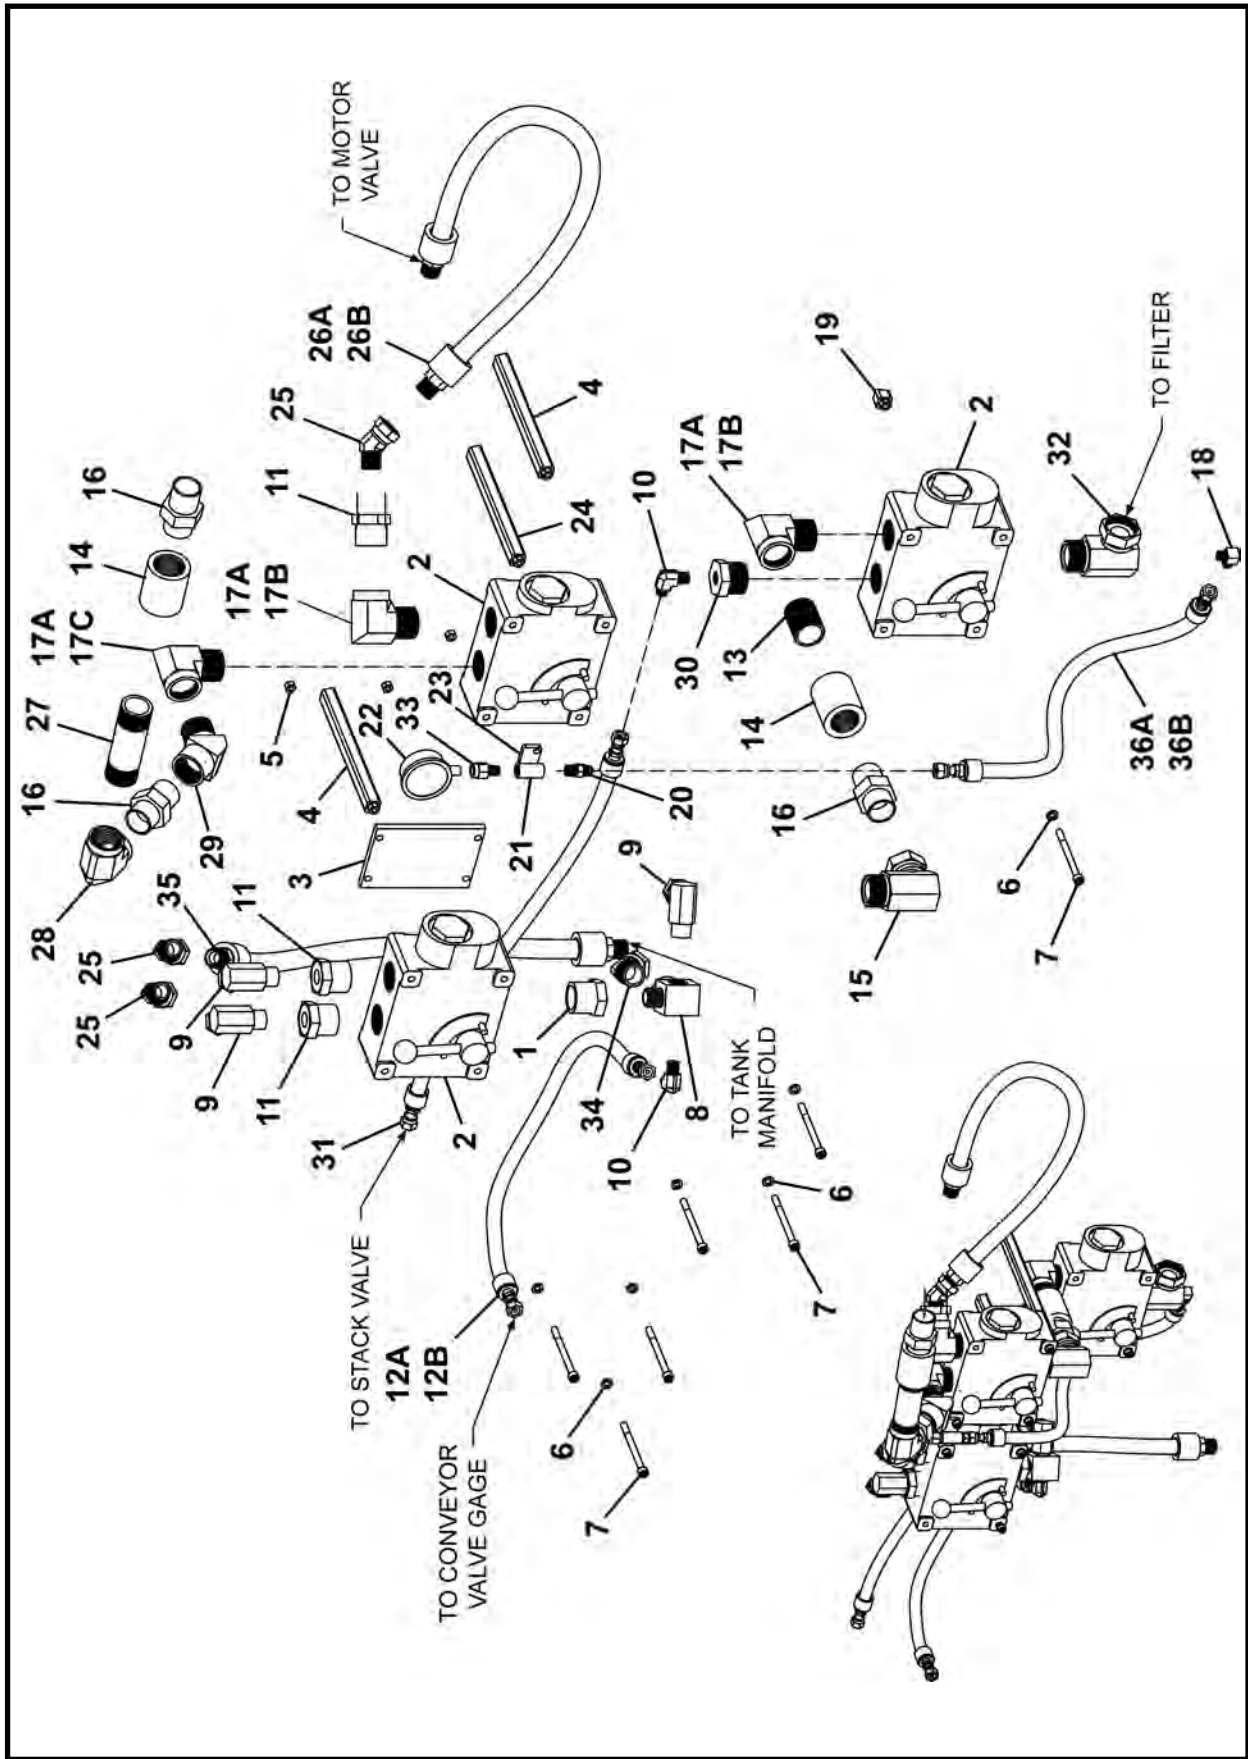 TO MOTOR
VALVE
26A
26B
25
11
16
14
17A
17C
27
16
28
29
35
25
25
9
9
11
11
5
4
3
22
33
23
21
20
2
17A
17B
24
4
10
30
13
14
16
15
17A
17B
19
2
32
TO FILTER
18
36A
36B
6
7
9
1
34
8
10
TO TANK
MANIFOLD
2
31
TO STACK VALVE
12A
12B
TO CONVEYOR
VALVE GAGE
6
7
6
7